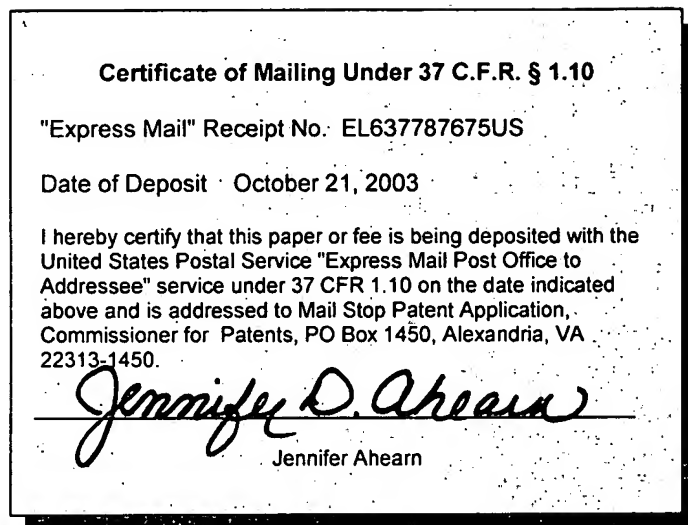 Certificate of Mailing Under 37 C.F.R. § 1.10
"Express Mail" Receipt No. EL637787675US
Date of Deposit October 21, 2003
I hereby certify that this paper or fee is being deposited with the
United States Postal Service "Express Mail Post Office to
Addressee" service under 37 CFR 1.10 on the date indicated
above and is addressed to Mail Stop Patent Application,
Commissioner for Patents, PO Box 1450, Alexandria, VA
22313-1450.
Jennifer D. Ahearn
Jennifer Ahearn